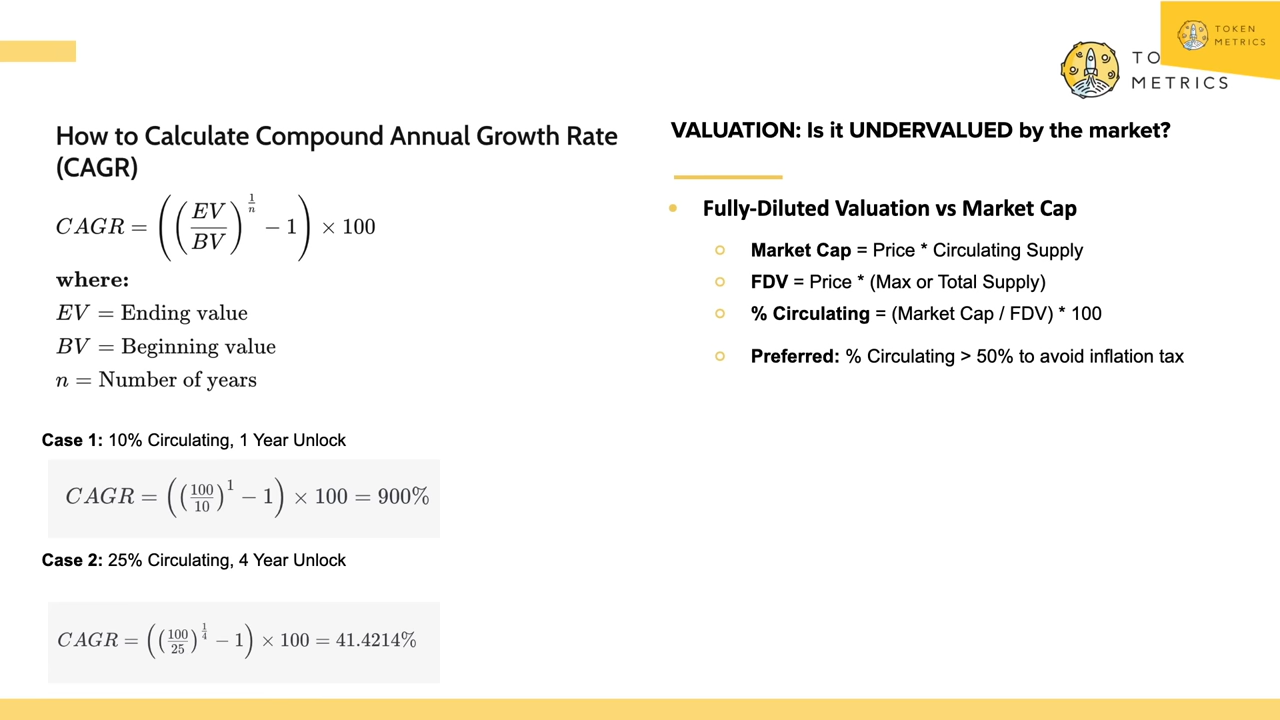 TOKEN
METRICS
TO
METRICS
How to Calculate Compound Annual Growth Rate
(CAGR)
CAGR = ((EV/BV)^(1/n) − 1) × 100
where:
EV = Ending value
BV = Beginning value
n = Number of years
Case 1: 10% Circulating, 1 Year Unlock
CAGR = ((100/10)^1 − 1) × 100 = 900%
Case 2: 25% Circulating, 4 Year Unlock
CAGR = ((100/25)^(1/4) − 1) × 100 = 41.4214%
VALUATION: Is it UNDERVALUED by the market?
• Fully-Diluted Valuation vs Market Cap
○ Market Cap = Price * Circulating Supply
○ FDV = Price * (Max or Total Supply)
○ % Circulating = (Market Cap / FDV) * 100
○ Preferred: % Circulating > 50% to avoid inflation tax